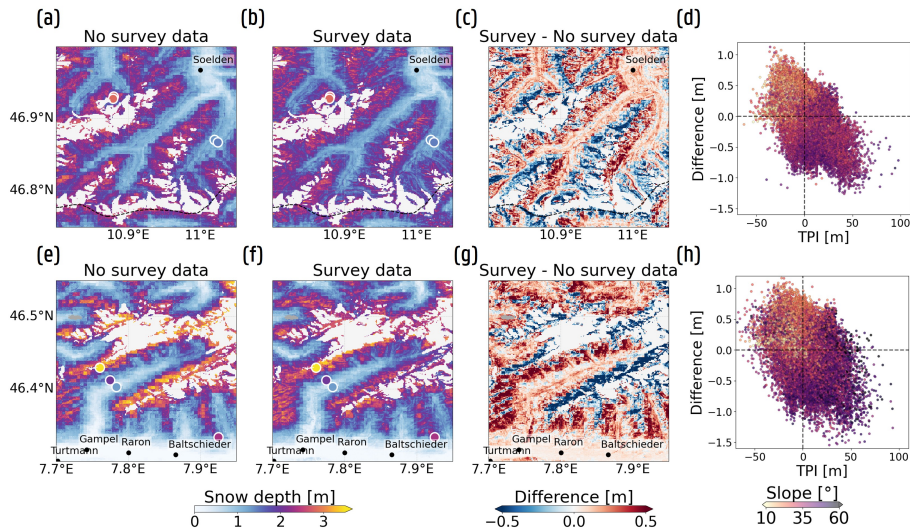 (a) (b) (c) (d)
No survey data Survey data Survey - No survey data
Soelden Soelden Soelden
46.9°N
46.8°N
10.9°E 11°E 10.9°E 11°E 10.9°E 11°E
Difference [m]
1.0
0.5
0.0
−0.5
−1.0
−1.5
−50 0 50 100
TPI [m]
(e) (f) (g) (h)
No survey data Survey data Survey - No survey data
46.5°N
46.4°N
Gampel Raron Baltschieder
Turtmann
Gampel Raron Baltschieder
Turtmann
Gampel Raron Baltschieder
Turtmann
7.7°E 7.8°E 7.9°E 7.7°E 7.8°E 7.9°E 7.7°E 7.8°E 7.9°E
Difference [m]
1.0
0.5
0.0
−0.5
−1.0
−1.5
−50 0 50 100
TPI [m]
Snow depth [m]
0 1 2 3
Difference [m]
−0.5 0.0 0.5
Slope [°]
10 35 60